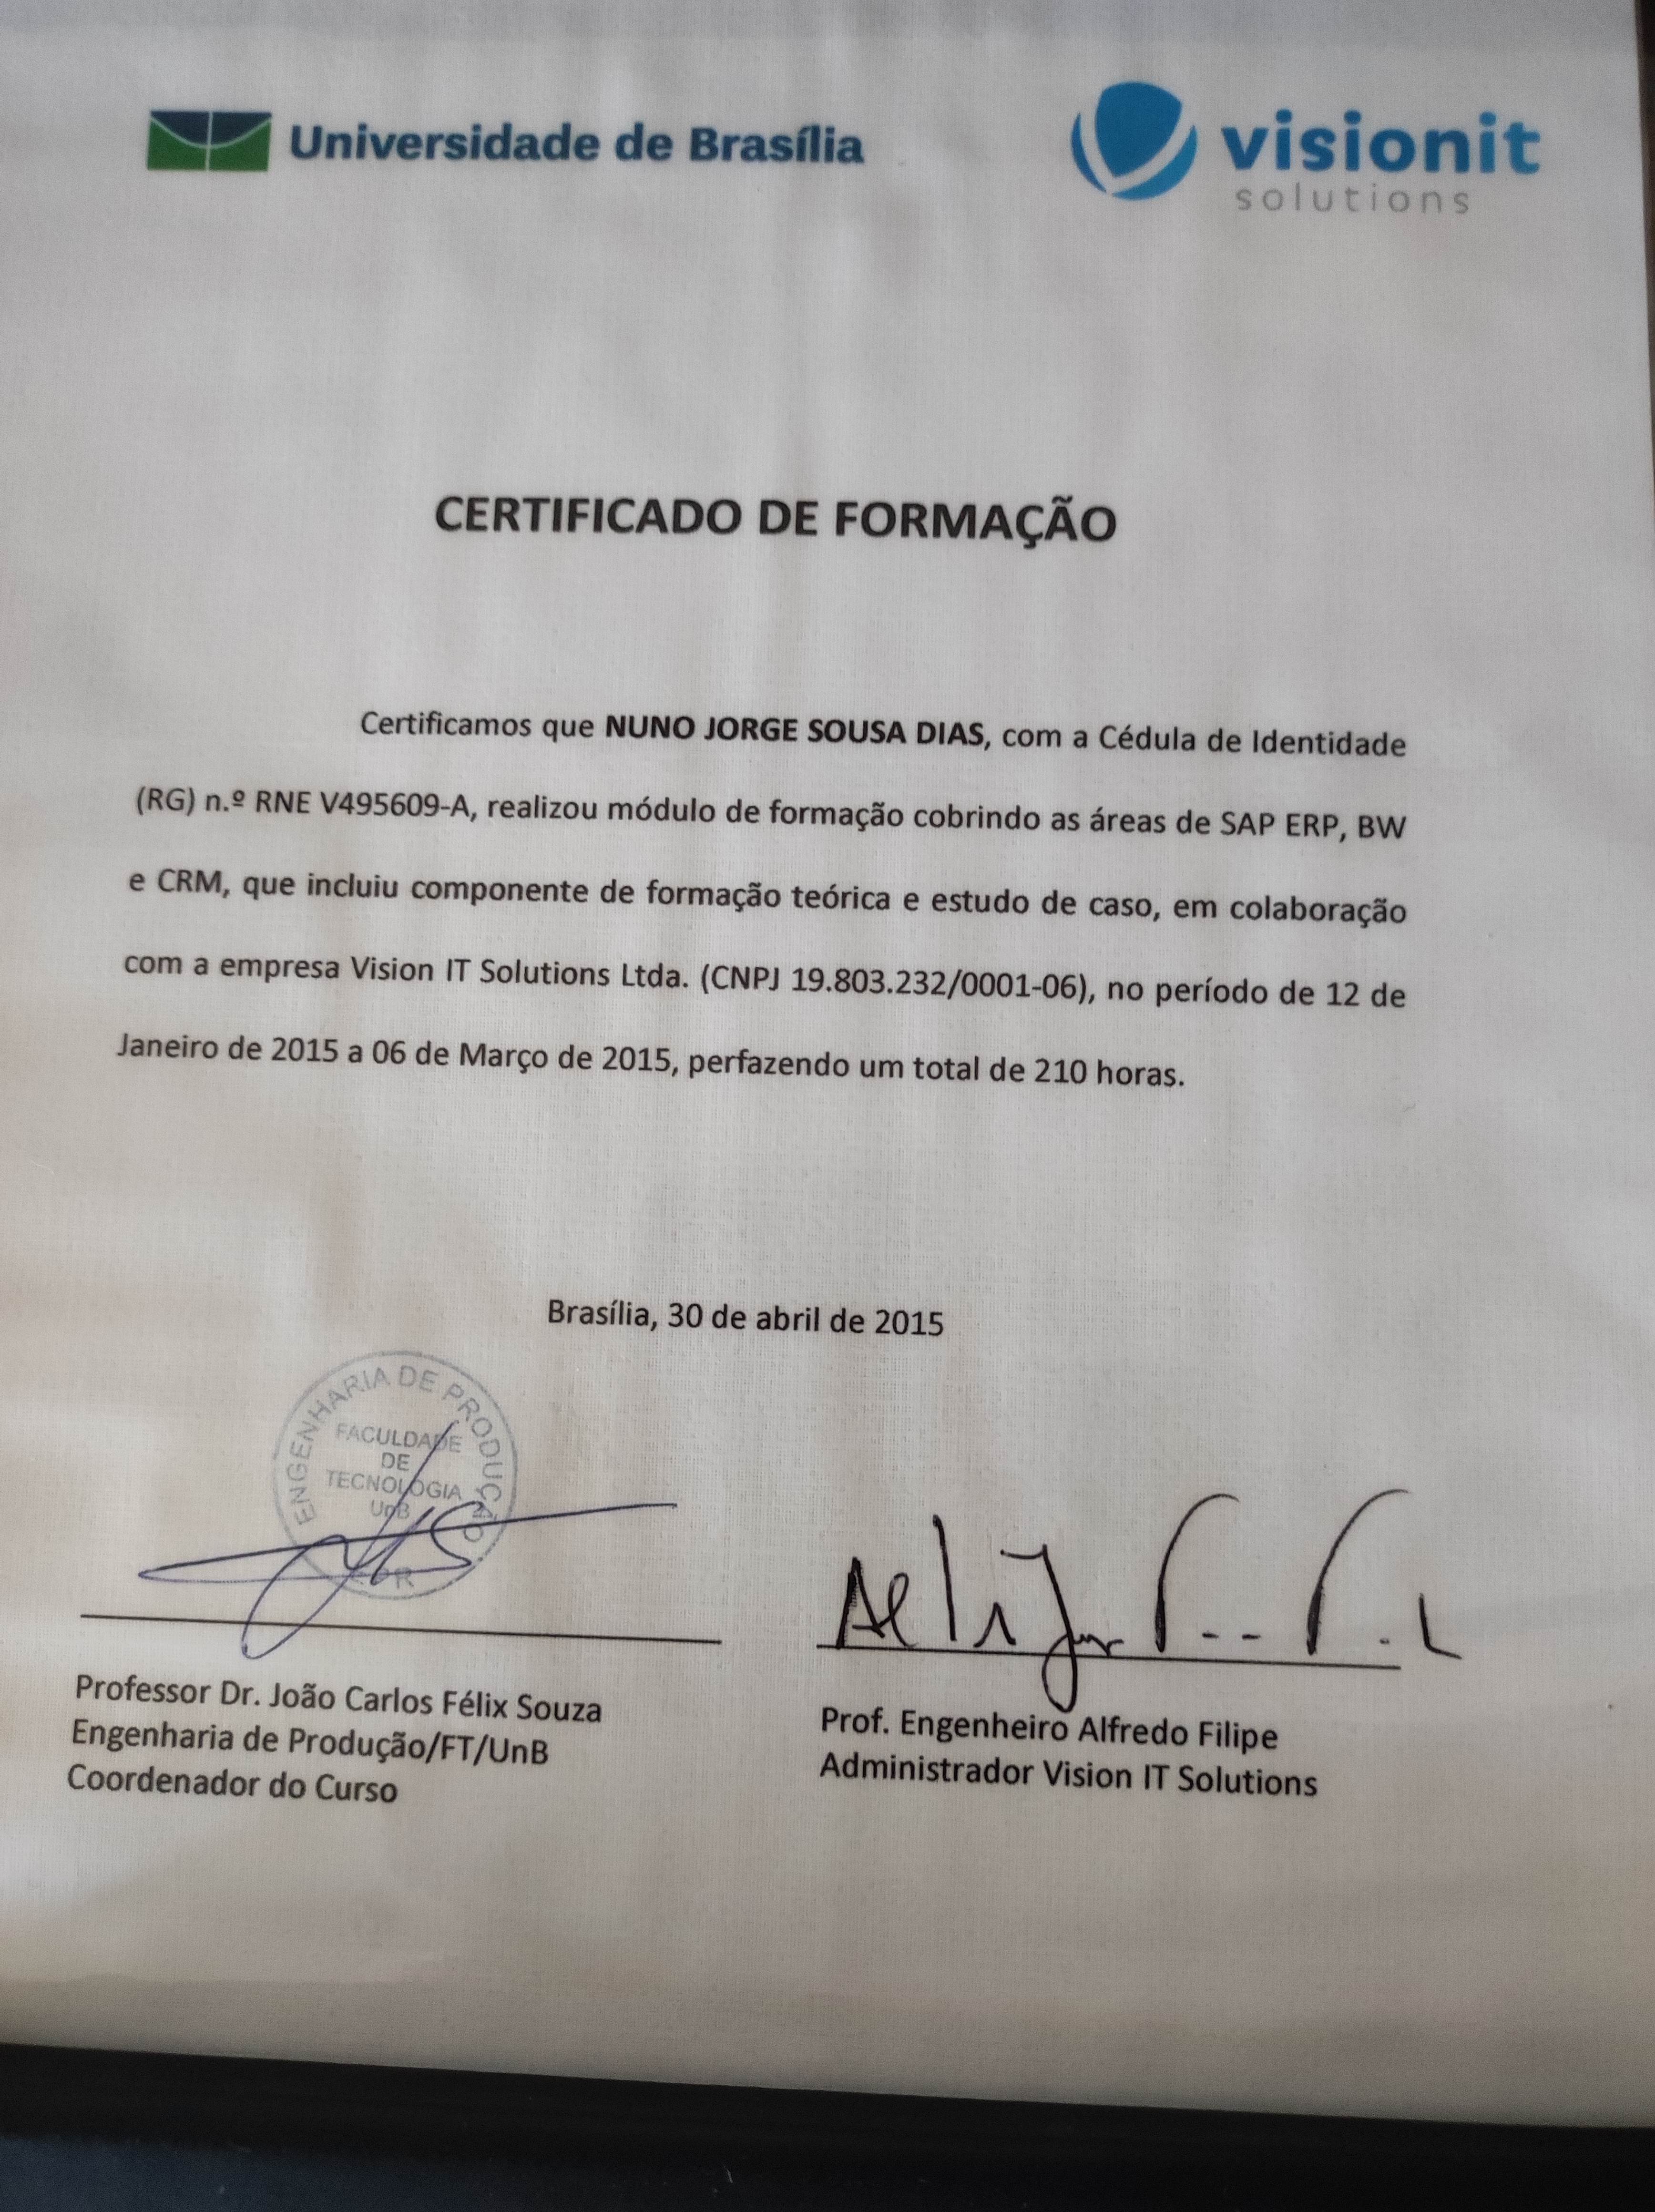 Universidade de Brasília
visionit
solutions
CERTIFICADO DE FORMAÇÃO
Certificamos que NUNO JORGE SOUSA DIAS, com a Cédula de Identidade
(RG) n.º RNE V495609-A, realizou módulo de formação cobrindo as áreas de SAP ERP, BW
e CRM, que incluiu componente de formação teórica e estudo de caso, em colaboração
com a empresa Vision IT Solutions Ltda. (CNPJ 19.803.232/0001-06), no período de 12 de
Janeiro de 2015 a 06 de Março de 2015, perfazendo um total de 210 horas.
Brasília, 30 de abril de 2015
ENGENHARIA DE PRODUÇÃO
FACULDADE
DE
TECNOLOGIA
UnB
Professor Dr. João Carlos Félix Souza
Engenharia de Produção/FT/UnB
Coordenador do Curso
Prof. Engenheiro Alfredo Filipe
Administrador Vision IT Solutions